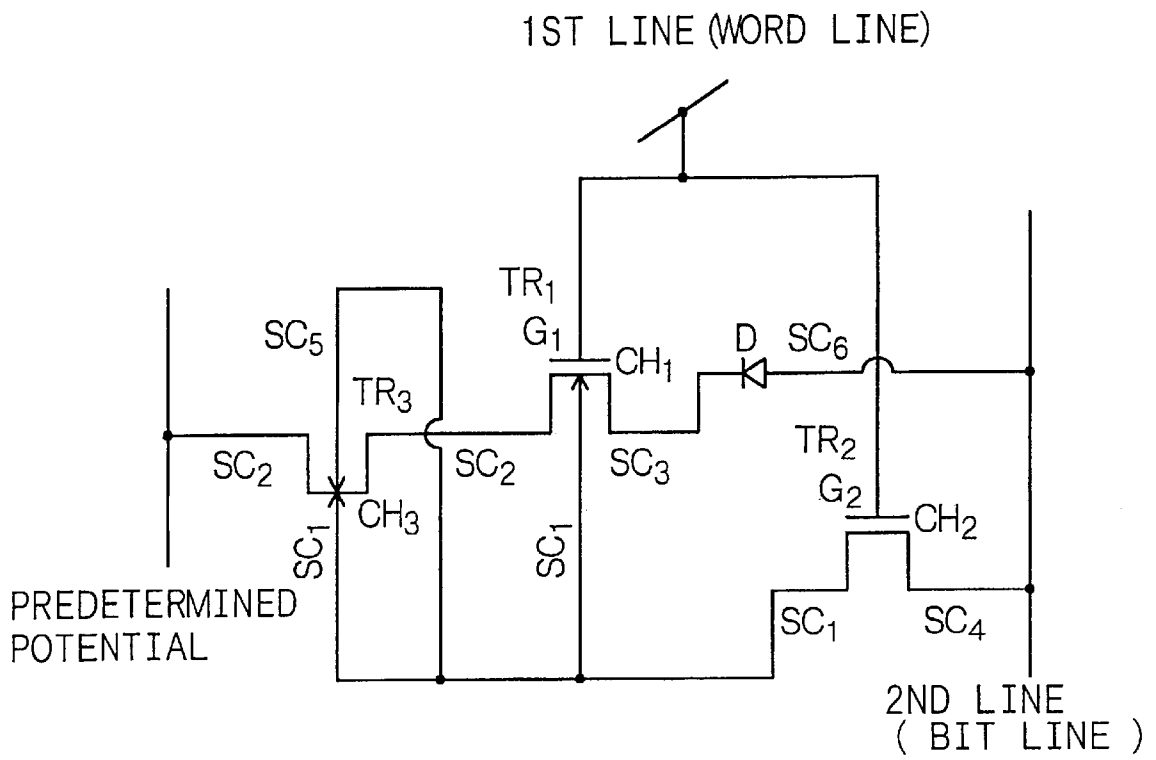 1ST LINE (WORD LINE)
TR1
G1
CH1
D
SC6
SC5
TR3
SC2
SC2
SC3
TR2
G2
CH2
CH3
SC1
SC1
SC1
SC4
PREDETERMINED
POTENTIAL
2ND LINE
( BIT LINE )